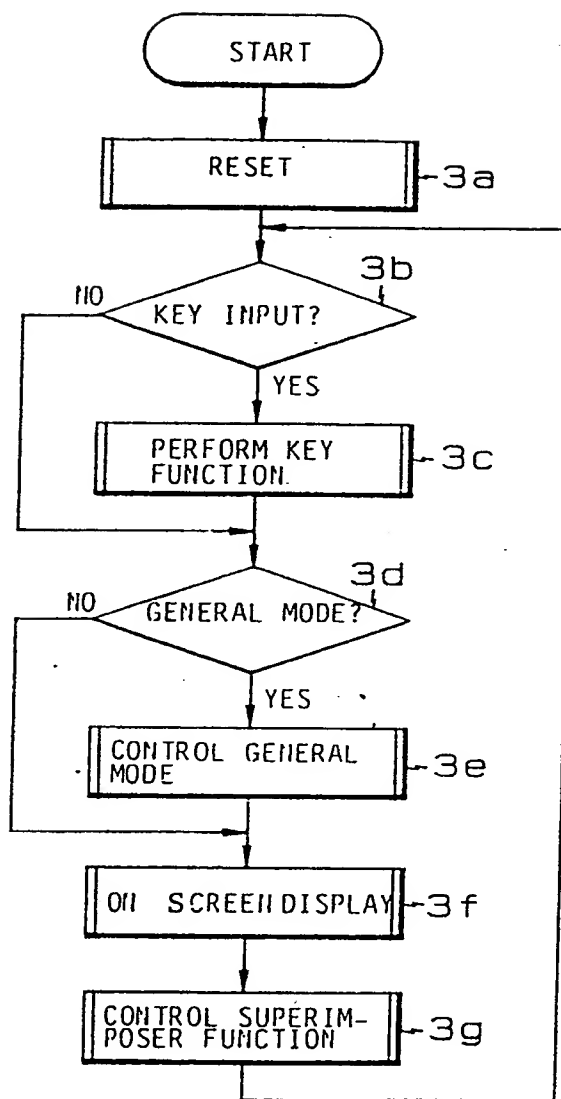 START
RESET
3a
3b
NO
KEY INPUT?
YES
PERFORM KEY
FUNCTION.
3c
3d
NO
GENERAL MODE?
YES
CONTROL GENERAL
MODE
3e
ON SCREEN DISPLAY
3f
CONTROL SUPERIM-
POSER FUNCTION
3g